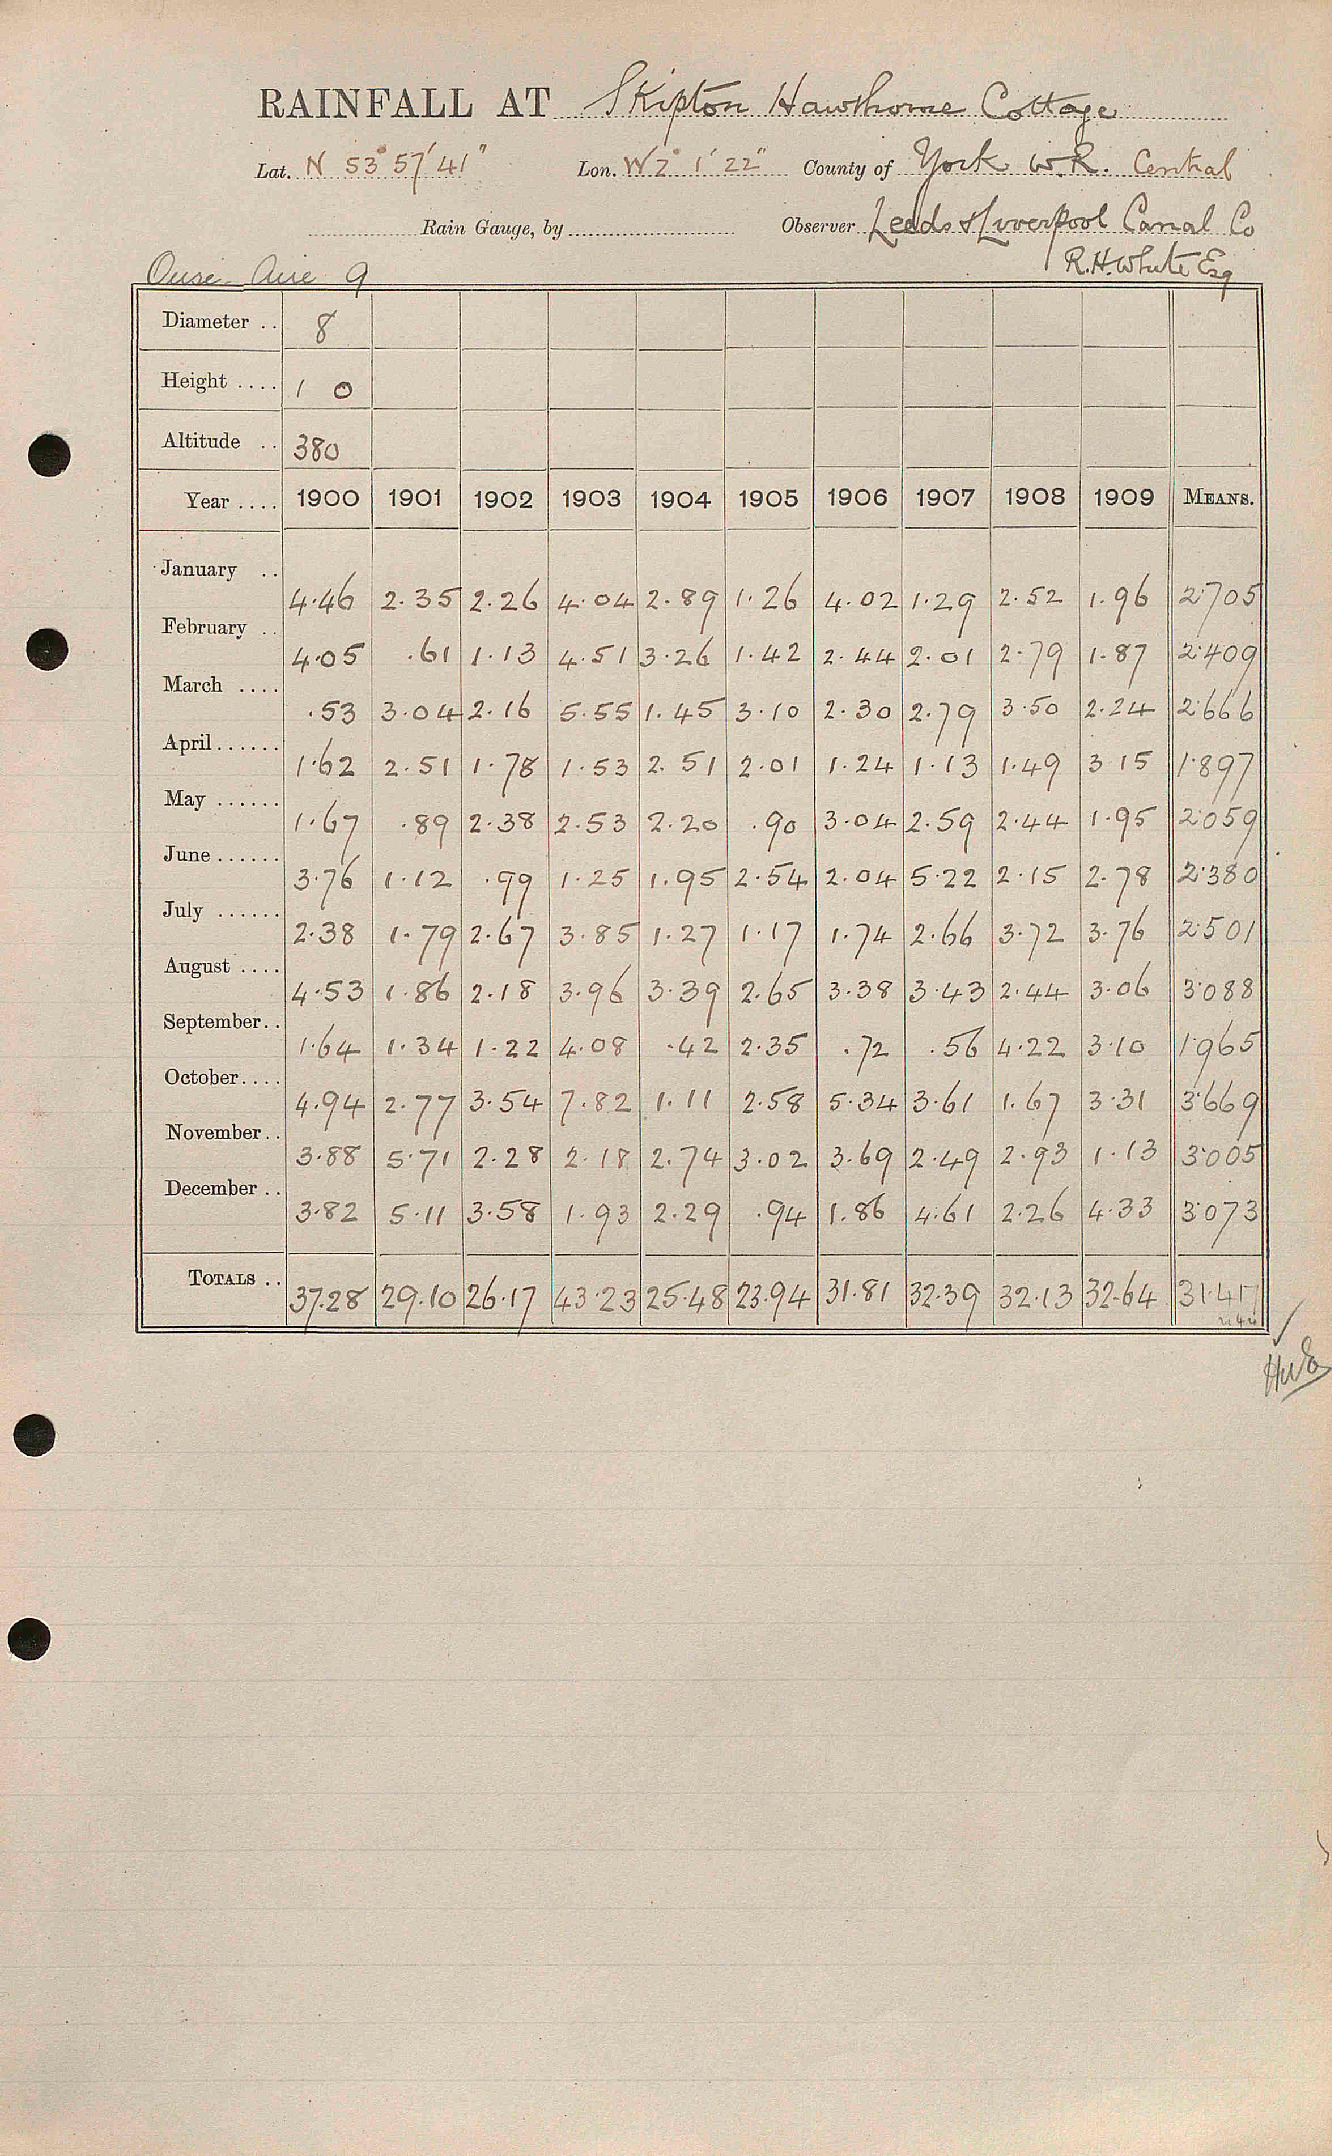 RAINFALL AT Skipton Hawthorne Cottage
Lat. N 53° 57' 41" Lon. W 2° 1' 22" County of York W.R. Central
Rain Gauge, by Observer Leeds & Liverpool Canal Co
R.H. White Esq
Ouse Aire 9
Diameter .. 8
Height .... 1 0
Altitude .. 380
Year .... 1900 1901 1902 1903 1904 1905 1906 1907 1908 1909 MEANS.
January .. 4.46 2.35 2.26 4.04 2.89 1.26 4.02 1.29 2.52 1.96 2.705
February .. 4.05 .61 1.13 4.51 3.26 1.42 2.44 2.01 2.79 1.87 2.409
March .... .53 3.04 2.16 5.55 1.45 3.10 2.30 2.79 3.50 2.24 2.666
April ...... 1.62 2.51 1.78 1.53 2.51 2.01 1.24 1.13 1.49 3.15 1.897
May ...... 1.67 .89 2.38 2.53 2.20 .90 3.04 2.59 2.44 1.95 2.059
June ...... 3.76 1.12 .99 1.25 1.95 2.54 2.04 5.22 2.15 2.78 2.380
July ...... 2.38 1.79 2.67 3.85 1.27 1.17 1.74 2.66 3.72 3.76 2.501
August .... 4.53 1.86 2.18 3.96 3.39 2.65 3.38 3.43 2.44 3.06 3.088
September .. 1.64 1.34 1.22 4.08 .42 2.35 .72 .56 4.22 3.10 1.965
October .... 4.94 2.77 3.54 7.82 1.11 2.58 5.34 3.61 1.67 3.31 3.669
November .. 3.88 5.71 2.28 2.18 2.74 3.02 3.69 2.49 2.93 1.13 3.005
December .. 3.82 5.11 3.58 1.93 2.29 .94 1.86 4.61 2.26 4.33 3.073
TOTALS .. 37.28 29.10 26.17 43.23 25.48 23.94 31.81 32.39 32.13 32.64 31.417